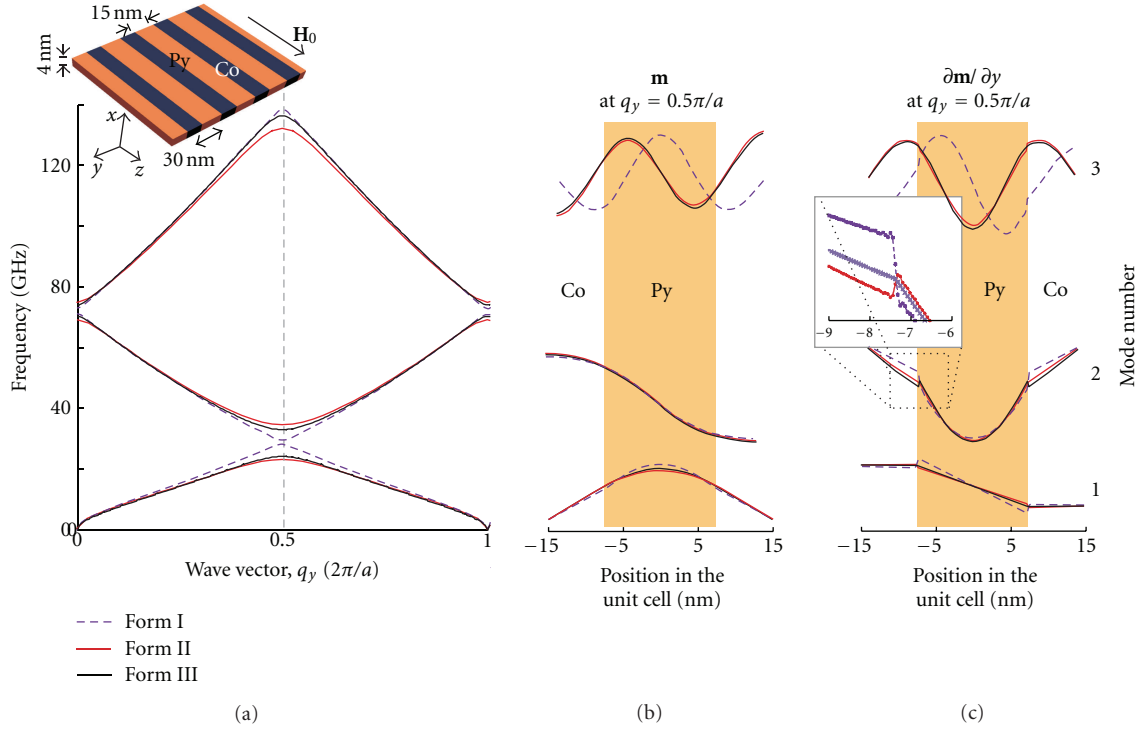 15 nm
H₀
4 nm
Py
Co
x
y
z
30 nm
Frequency (GHz)
120
80
40
0
0
0.5
1
Wave vector, q_y (2π/a)
Form I
Form II
Form III
(a)
m
at q_y = 0.5π/a
Co
Py
−15
−5
5
15
Position in the
unit cell (nm)
(b)
∂m/ ∂y
at q_y = 0.5π/a
3
−9
−8
−7
−6
Py
Co
2
1
Mode number
−15
−5
5
15
Position in the
unit cell (nm)
(c)